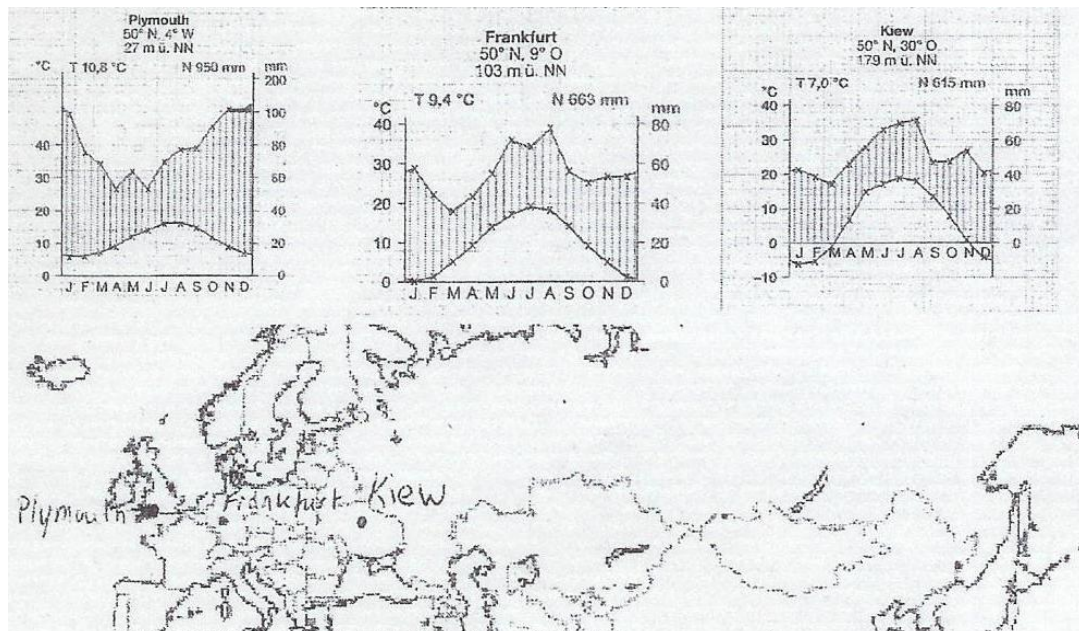 Plymouth
50° N, 4° W
27 m ü. NN
°C T 10,8 °C N 950 mm mm
200
100
40 80
30 60
20 40
10 20
0 0
J F M A M J J A S O N D
Frankfurt
50° N, 9° O
103 m ü. NN
°C T 9,4 °C N 663 mm mm
40 80
30 60
20 40
10 20
0 0
J F M A M J J A S O N D
Kiew
50° N, 30° O
179 m ü. NN
°C T 7,0 °C N 615 mm mm
40 80
30 60
20 40
10 20
0 0
J F M A M J J A S O N D
-10
Plymouth Frankfurt Kiew